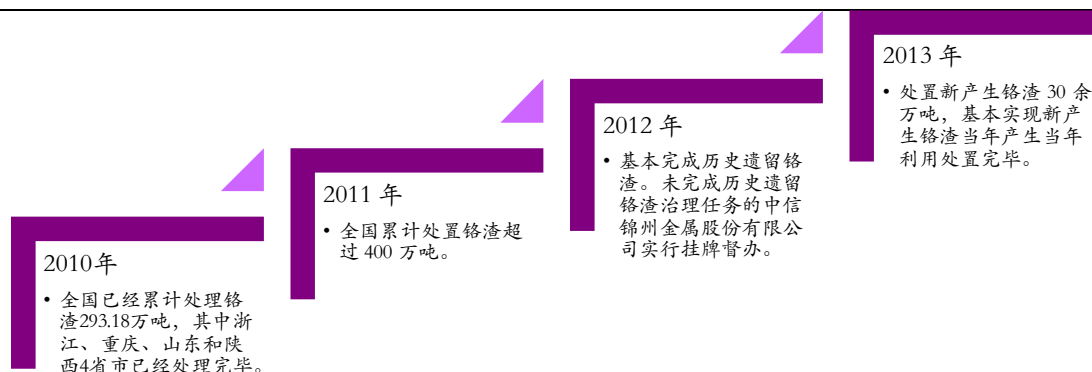 2010年
• 全国已经累计处理铬
渣293.18万吨，其中浙
江、重庆、山东和陕
西4省市已经处理完毕。
2011 年
• 全国累计处置铬渣超
过 400 万吨。
2012 年
• 基本完成历史遗留铬
渣。未完成历史遗留
铬渣治理任务的中信
锦州金属股份有限公
司实行挂牌督办。
2013 年
• 处置新产生铬渣 30 余
万吨，基本实现新产
生铬渣当年产生当年
利用处置完毕。